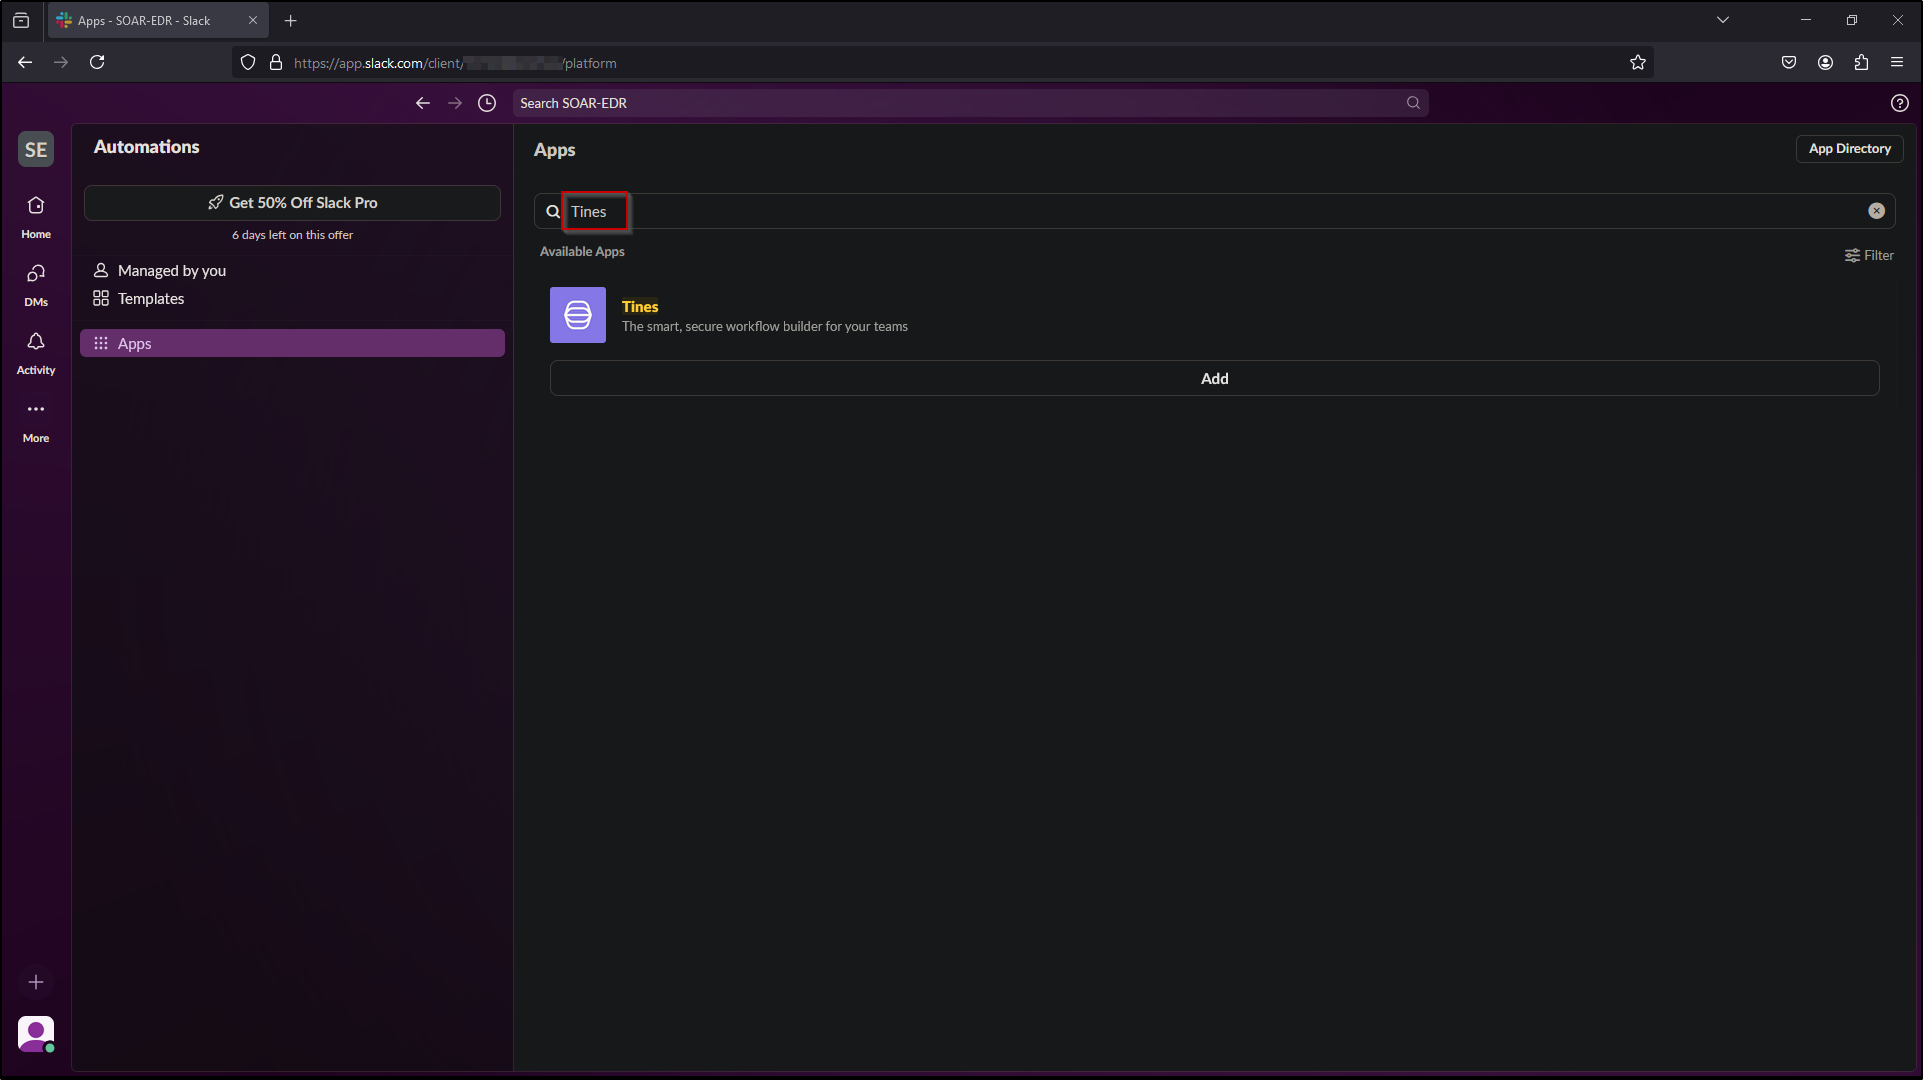 Apps - SOAR-EDR - Slack
https://app.slack.com/client/
/platform
Search SOAR-EDR
SE
Home
DMs
Activity
More
Automations
Get 50% Off Slack Pro
6 days left on this offer
Managed by you
Templates
Apps
Apps
App Directory
Tines
Available Apps
Filter
Tines
The smart, secure workflow builder for your teams
Add